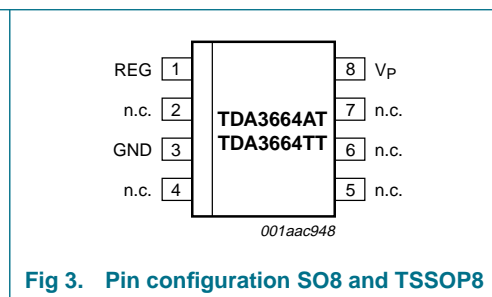 REG 1 8 VP
n.c. 2 7 n.c.
TDA3664AT
TDA3664TT
GND 3 6 n.c.
n.c. 4 5 n.c.
001aac948
Fig 3. Pin configuration SO8 and TSSOP8